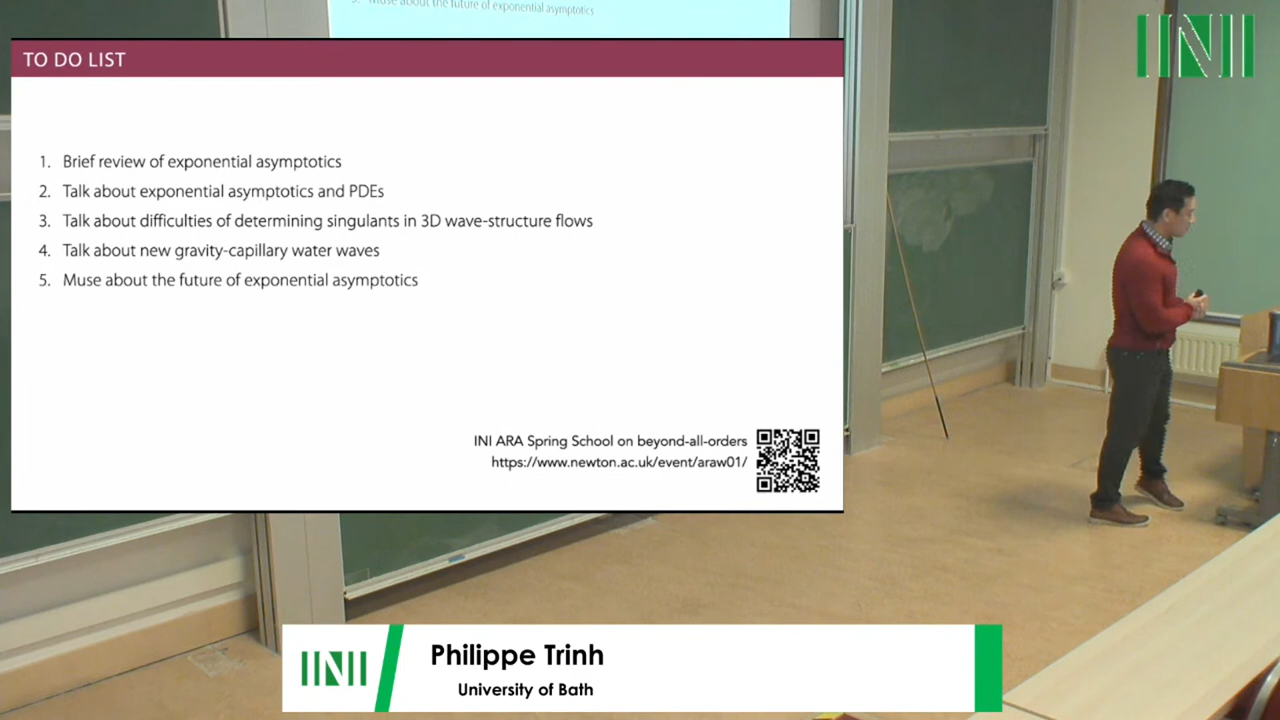 5. Muse about the future of exponential asymptotics
TO DO LIST
1. Brief review of exponential asymptotics
2. Talk about exponential asymptotics and PDEs
3. Talk about difficulties of determining singulants in 3D wave-structure flows
4. Talk about new gravity-capillary water waves
5. Muse about the future of exponential asymptotics
INI ARA Spring School on beyond-all-orders
https://www.newton.ac.uk/event/araw01/
INI
INI
Philippe Trinh
University of Bath